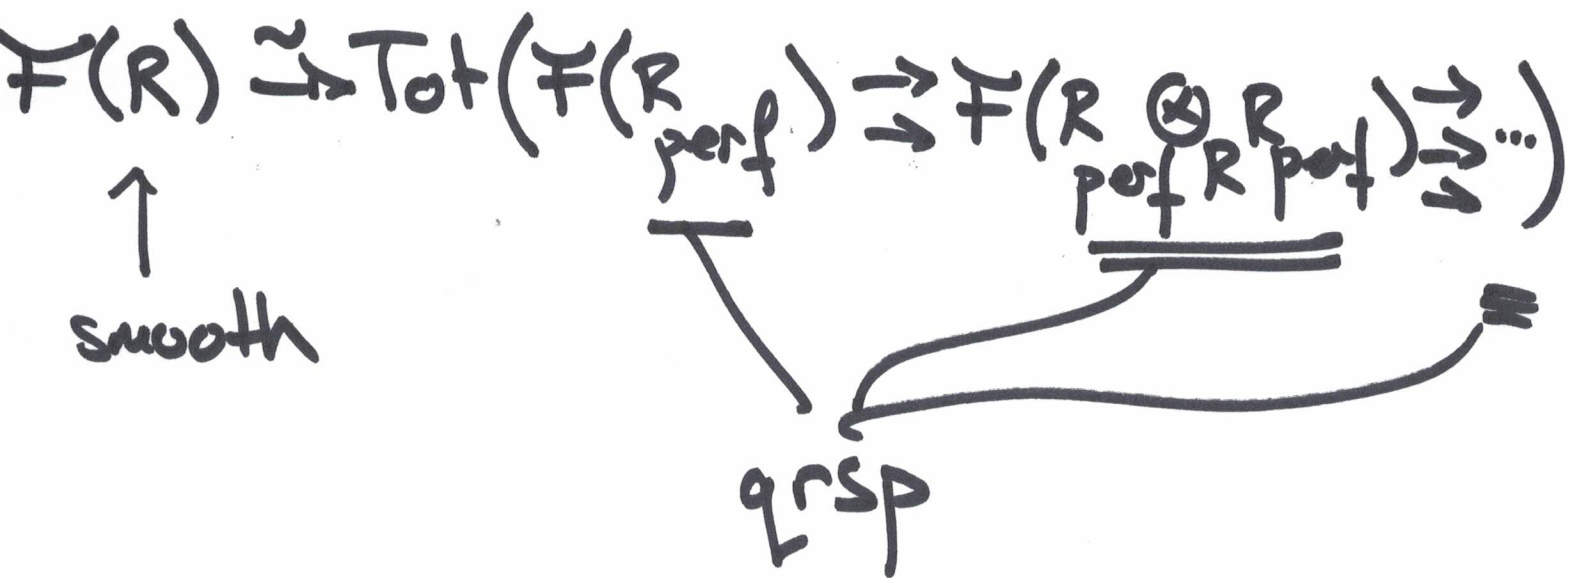 F(R) ⥲ Tot(F(R_perf) ⇉ F(R_perf ⊗_R R_perf) ⇶ ...)
smooth
qrsp